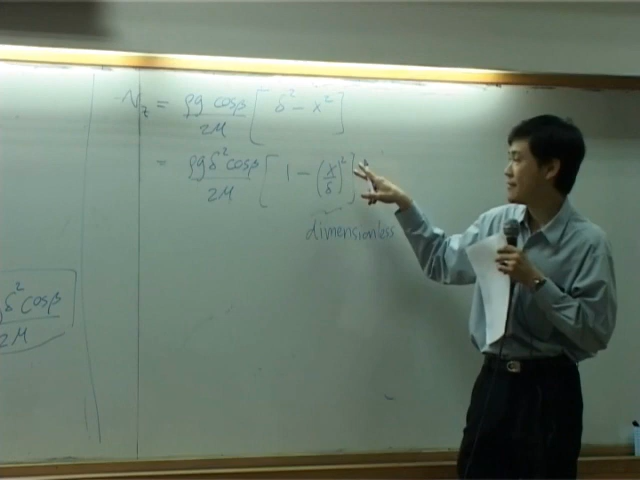 v_z = ρg cosβ / 2μ [ δ² − x² ]
= ρgδ² cosβ / 2μ [ 1 − (x/δ)² ]
dimensionless
δ² cosβ / 2μ